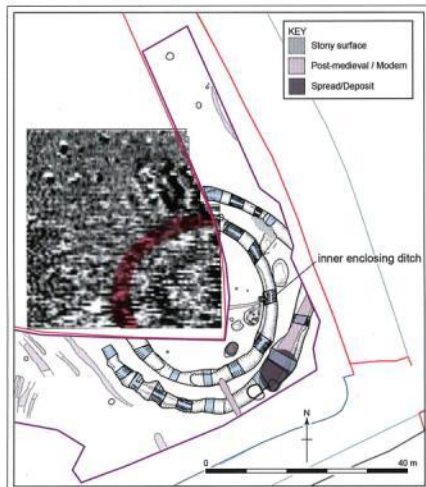 KEY
Stony surface
Post-medieval / Modern
Spread/Deposit
inner enclosing ditch
N
0
40 m